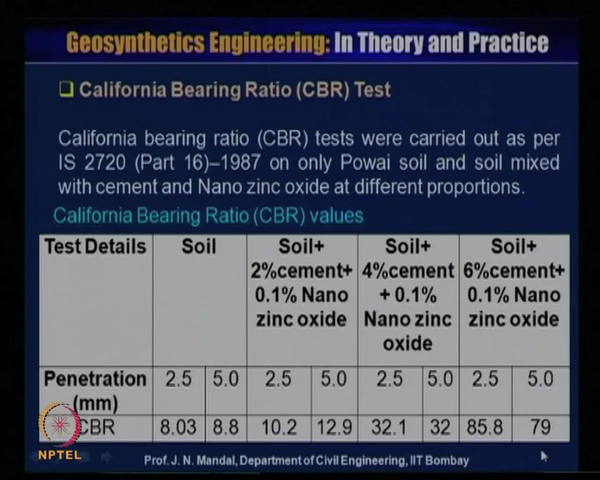 Geosynthetics Engineering: In Theory and Practice
California Bearing Ratio (CBR) Test
California bearing ratio (CBR) tests were carried out as per
IS 2720 (Part 16)–1987 on only Powai soil and soil mixed
with cement and Nano zinc oxide at different proportions.
California Bearing Ratio (CBR) values
Test Details Soil Soil+ Soil+ Soil+
2%cement+ 4%cement 6%cement+
0.1% Nano + 0.1% 0.1% Nano
zinc oxide Nano zinc zinc oxide
oxide
Penetration 2.5 5.0 2.5 5.0 2.5 5.0 2.5 5.0
(mm)
CBR 8.03 8.8 10.2 12.9 32.1 32 85.8 79
NPTEL
Prof. J. N. Mandal, Department of Civil Engineering, IIT Bombay